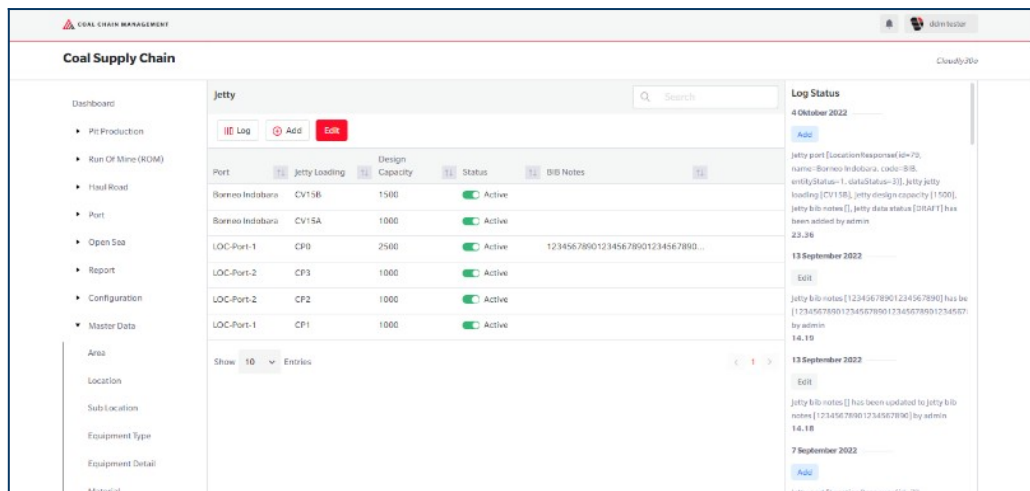 COAL CHAIN MANAGEMENT
ddm tester
Coal Supply Chain
Cloudly30a
Dashboard
Pit Production
Run Of Mine (ROM)
Haul Road
Port
Open Sea
Report
Configuration
Master Data
Area
Location
Sub Location
Equipment Type
Equipment Detail
Material
Jetty
Search
Log
Add
Edit
Port Jetty Loading Design Capacity Status BIB Notes
Borneo Indobara CV15B 1500 Active
Borneo Indobara CV15A 1000 Active
LOC-Port-1 CP0 2500 Active 123456789012345678901234567890...
LOC-Port-2 CP3 1000 Active
LOC-Port-2 CP2 1000 Active
LOC-Port-1 CP1 1000 Active
Show 10 Entries
1
Log Status
4 Oktober 2022
Add
Jetty port [LocationResponse(id=79,
name=Borneo Indobara, code=BIB,
entityStatus=1, dataStatus=3)], jetty jetty
loading [CV15B], jetty design capacity [1500],
jetty bib notes [], jetty data status [DRAFT] has
been added by admin
23.36
13 September 2022
Edit
Jetty bib notes [12345678901234567890] has be
[123456789012345678901234567
by admin
14.19
13 September 2022
Edit
Jetty bib notes [] has been updated to jetty bib
notes [12345678901234567890] by admin
14.18
7 September 2022
Add